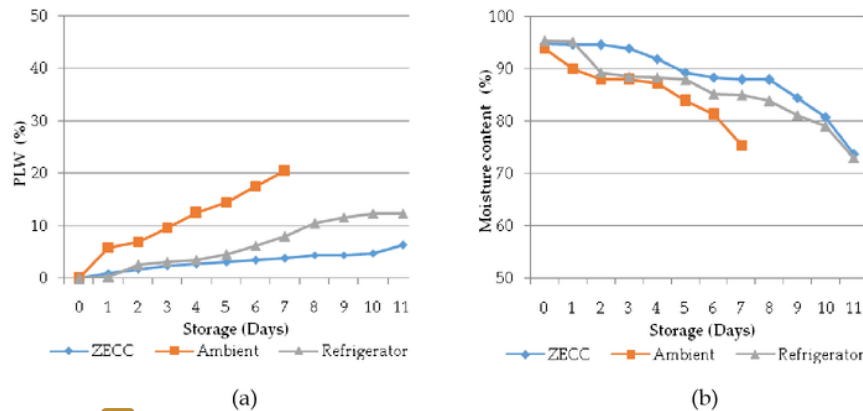 50
40
30
20
10
0
PLW (%)
0 1 2 3 4 5 6 7 8 9 10 11
Storage (Days)
ZECC Ambient Refrigerator
(a)
100
90
80
70
60
50
Moisture content (%)
0 1 2 3 4 5 6 7 8 9 10 11
Storage (Days)
ZECC Ambient Refrigerator
(b)